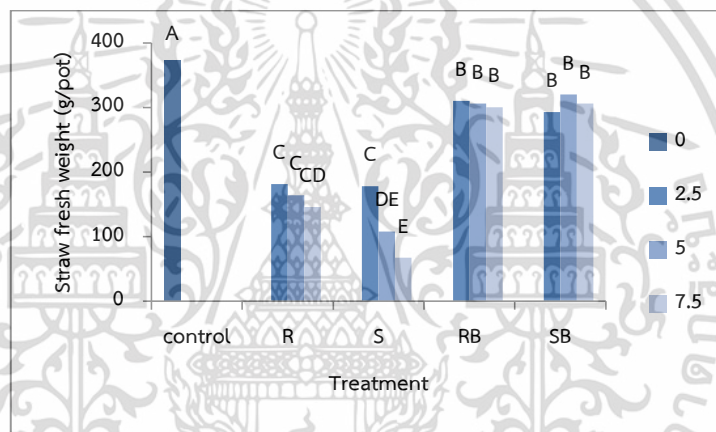 Straw fresh weight (g/pot)
400
300
200
100
0
A
C
C
CD
C
DE
E
B
B
B
B
B
B
control
R
S
RB
SB
Treatment
0
2.5
5
7.5